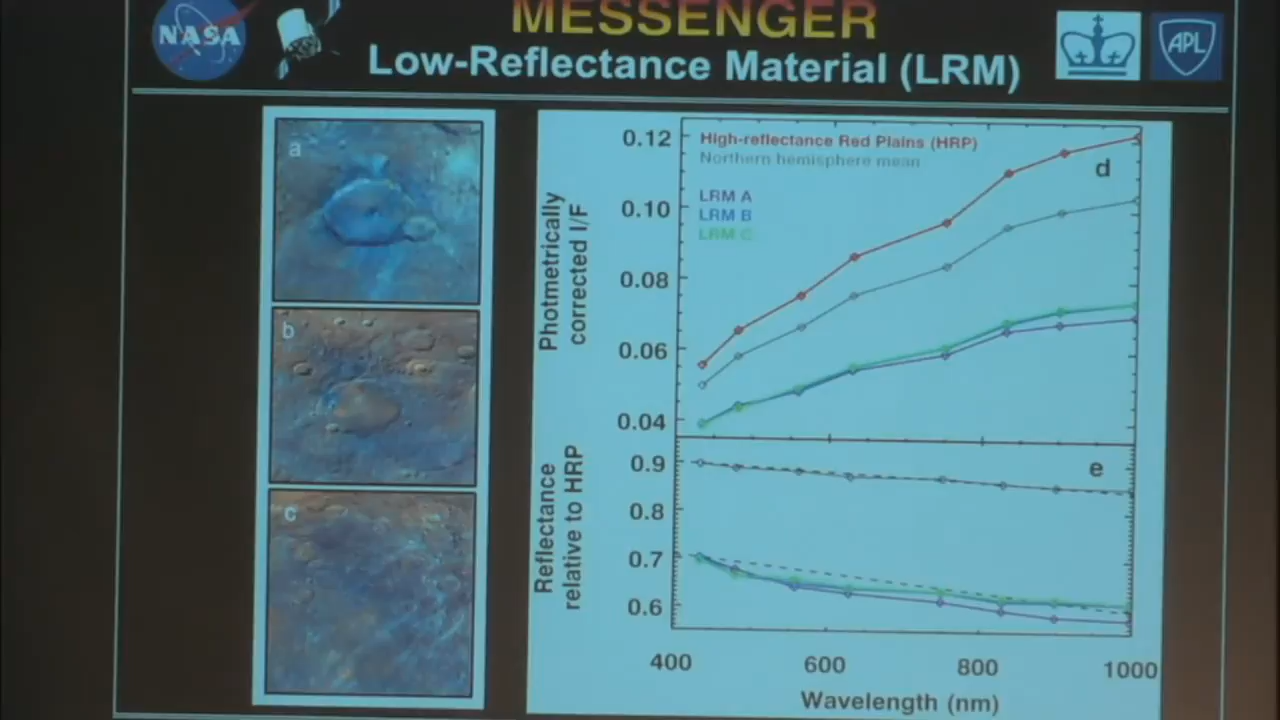 MESSENGER
NASA
Low-Reflectance Material (LRM)
APL
a
b
c
High-reflectance Red Plains (HRP)
Northern hemisphere mean
d
LRM A
LRM B
LRM C
Photmetrically
corrected I/F
0.12
0.10
0.08
0.06
0.04
e
Reflectance
relative to HRP
0.9
0.8
0.7
0.6
400
600
800
1000
Wavelength (nm)